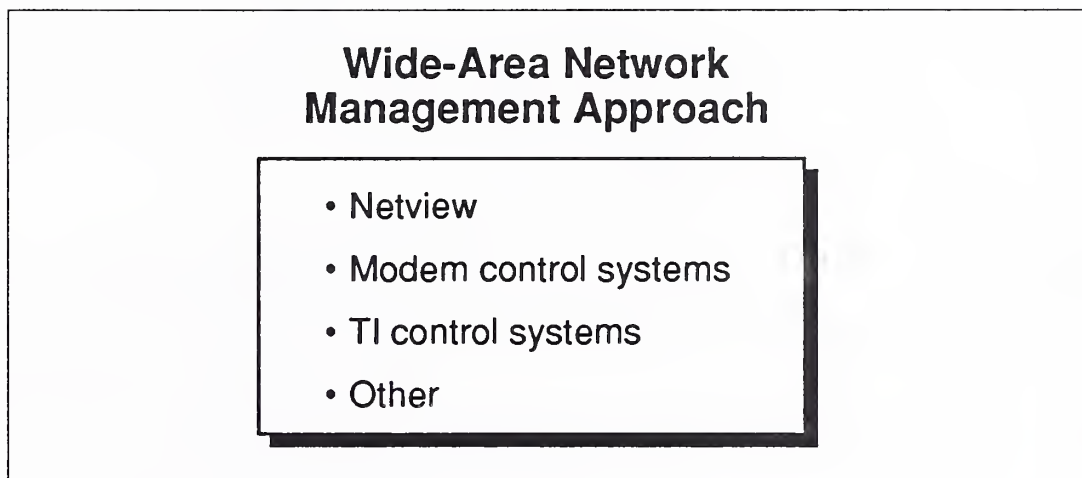 Wide-Area Network
Management Approach
• Netview
• Modem control systems
• TI control systems
• Other